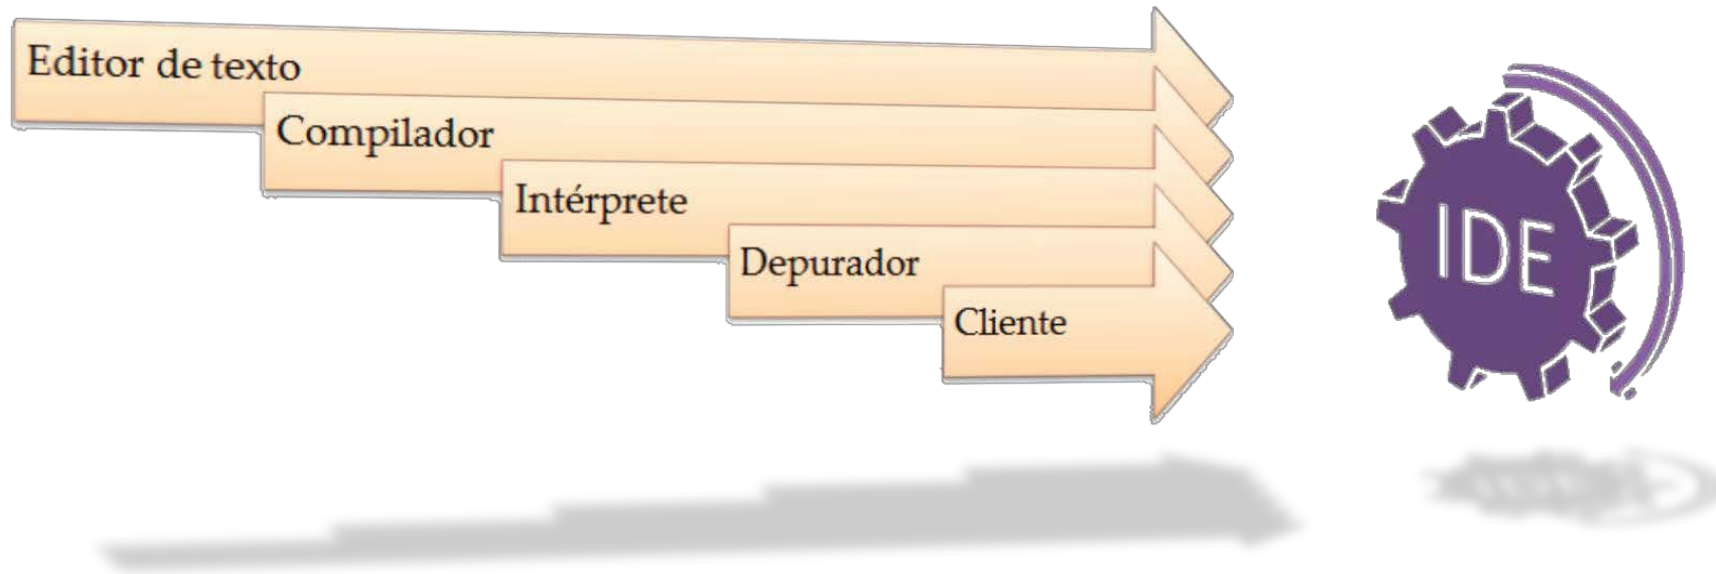 Editor de texto
Compilador
Intérprete
Depurador
Cliente
IDE